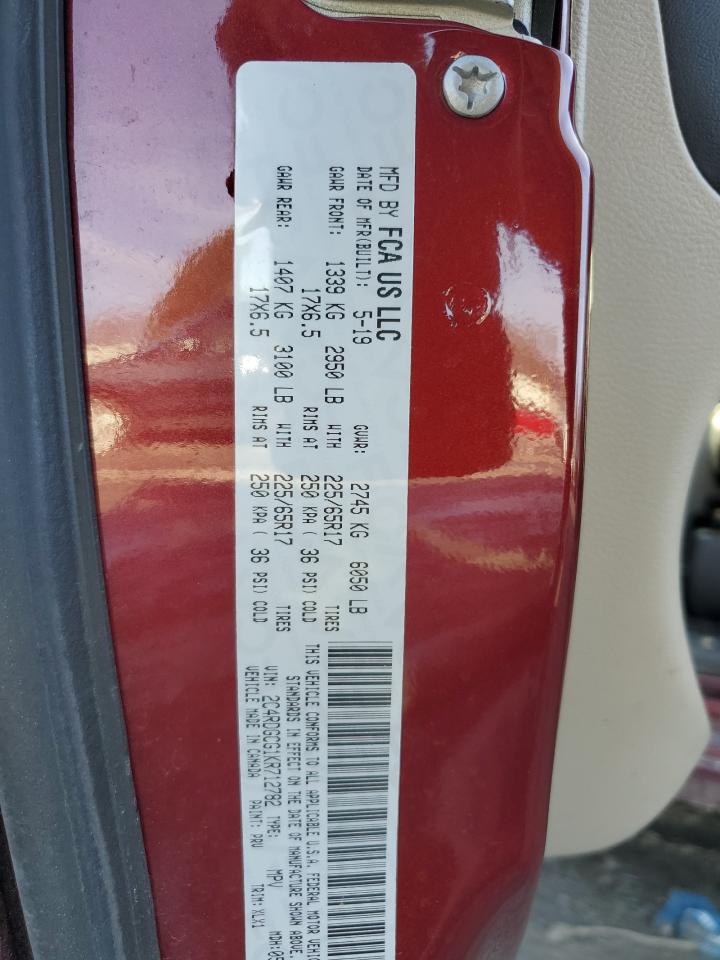 MFD BY FCA US LLC
DATE OF MFR(BUILT): 5-19 GVWR: 2745 KG 6050 LB
GAWR FRONT: 1339 KG 2950 LB WITH 225/65R17 TIRES
17X6.5 RIMS AT 250 KPA ( 36 PSI) COLD
GAWR REAR: 1407 KG 3100 LB WITH 225/65R17 TIRES
17X6.5 RIMS AT 250 KPA ( 36 PSI) COLD
THIS VEHICLE CONFORMS TO ALL APPLICABLE U.S.A. FEDERAL MOTOR
STANDARDS IN EFFECT ON THE DATE OF MANUFACTURE SHOWN ABOVE.
VIN: 2C4RDGCG1KR712782 TYPE: MPV MDH:05
VEHICLE MADE IN CANADA PAINT: PRV TRIM: XLX1